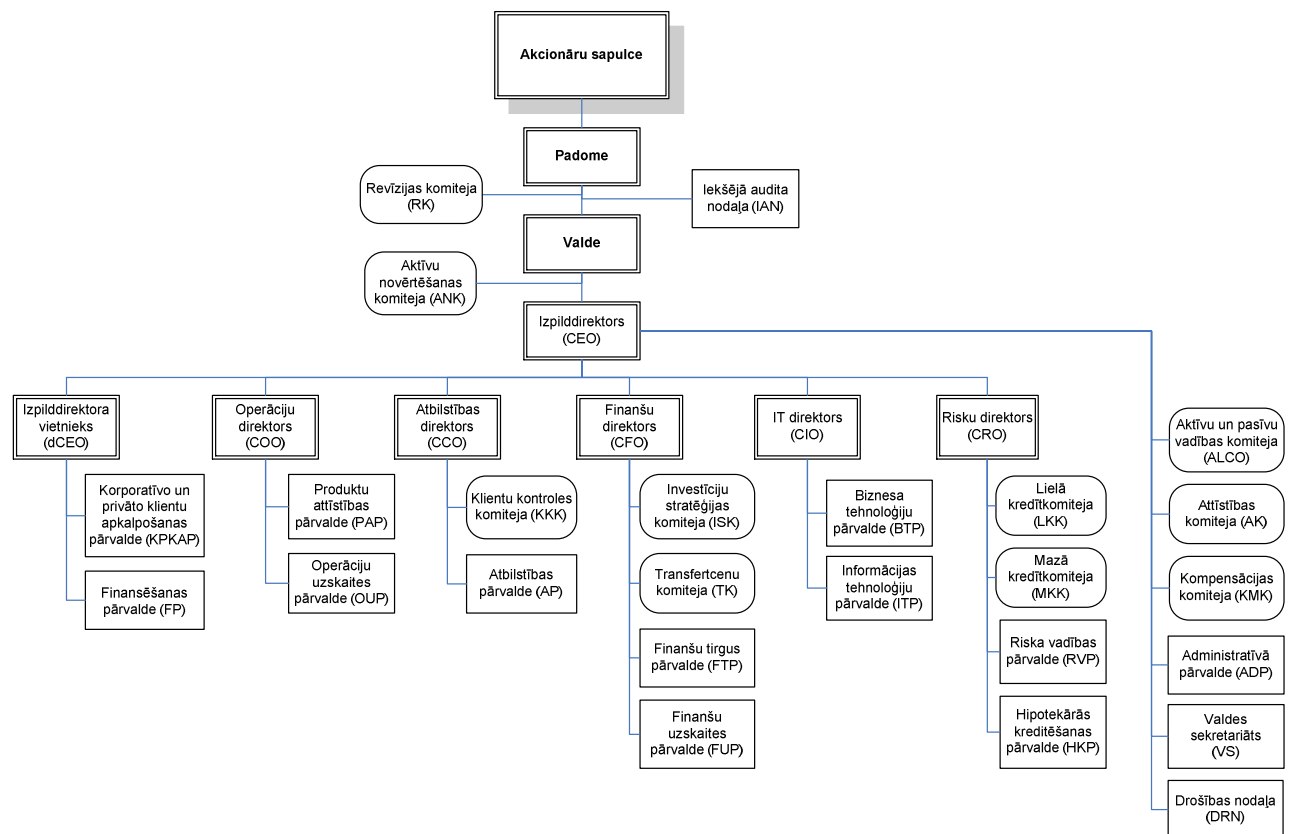 Akcionāru sapulce
Padome
Revīzijas komiteja
(RK)
Iekšējā audita
nodaļa (IAN)
Valde
Aktīvu
novērtēšanas
komiteja (ANK)
Izpilddirektors
(CEO)
Izpilddirektora
vietnieks
(dCEO)
Operāciju
direktors
(COO)
Atbilstības
direktors
(CCO)
Finanšu
direktors
(CFO)
IT direktors
(CIO)
Risku direktors
(CRO)
Korporatīvo un
privāto klientu
apkalpošanas
pārvalde (KPKAP)
Finansēšanas
pārvalde (FP)
Produktu
attīstības
pārvalde (PAP)
Operāciju
uzskaites
pārvalde (OUP)
Klientu kontroles
komiteja (KKK)
Atbilstības
pārvalde (AP)
Investīciju
stratēģijas
komiteja (ISK)
Transfertcenu
komiteja (TK)
Finanšu tirgus
pārvalde (FTP)
Finanšu
uzskaites
pārvalde (FUP)
Biznesa
tehnoloģiju
pārvalde (BTP)
Informācijas
tehnoloģiju
pārvalde (ITP)
Lielā
kredītkomiteja
(LKK)
Mazā
kredītkomiteja
(MKK)
Riska vadības
pārvalde (RVP)
Hipotekārās
kreditēšanas
pārvalde (HKP)
Aktīvu un pasīvu
vadības komiteja
(ALCO)
Attīstības
komiteja (AK)
Kompensācijas
komiteja (KMK)
Administratīvā
pārvalde (ADP)
Valdes
sekretariāts
(VS)
Drošības nodaļa
(DRN)